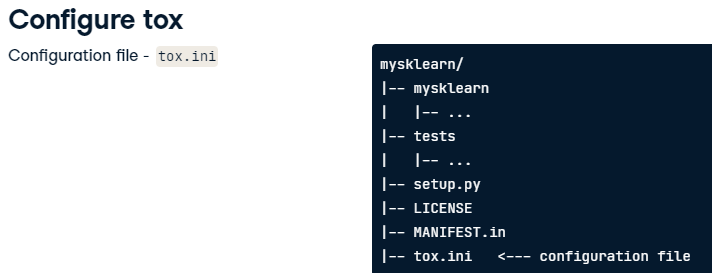 Configure tox
Configuration file - tox.ini
mysklearn/
|-- mysklearn
|   |-- ...
|-- tests
|   |-- ...
|-- setup.py
|-- LICENSE
|-- MANIFEST.in
|-- tox.ini   <--- configuration file